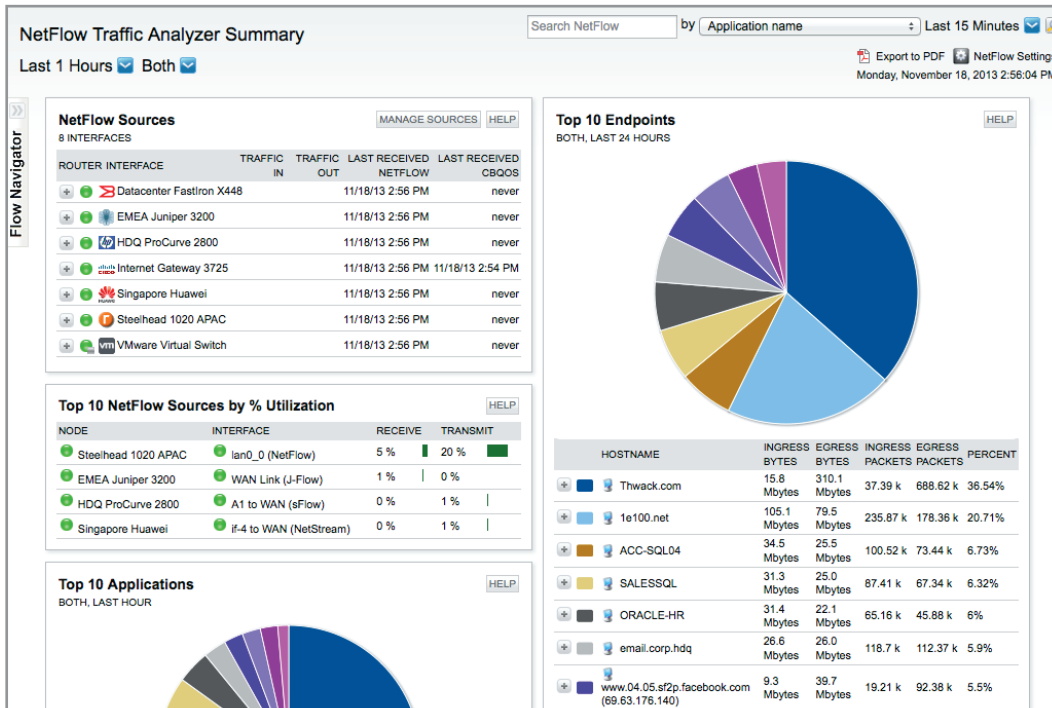 NetFlow Traffic Analyzer Summary
Search NetFlow by Application name Last 15 Minutes
Last 1 Hours Both
Export to PDF NetFlow Settings
Monday, November 18, 2013 2:56:04 PM
Flow Navigator
NetFlow Sources MANAGE SOURCES HELP
8 INTERFACES
ROUTER INTERFACE TRAFFIC IN TRAFFIC OUT LAST RECEIVED NETFLOW LAST RECEIVED CBQOS
Datacenter FastIron X448 11/18/13 2:56 PM never
EMEA Juniper 3200 11/18/13 2:56 PM never
hp HDQ ProCurve 2800 11/18/13 2:56 PM never
cisco Internet Gateway 3725 11/18/13 2:56 PM 11/18/13 2:54 PM
HUAWEI Singapore Huawei 11/18/13 2:56 PM never
Steelhead 1020 APAC 11/18/13 2:56 PM never
vm VMware Virtual Switch 11/18/13 2:56 PM never
Top 10 NetFlow Sources by % Utilization HELP
NODE INTERFACE RECEIVE TRANSMIT
Steelhead 1020 APAC lan0_0 (NetFlow) 5 % 20 %
EMEA Juniper 3200 WAN Link (J-Flow) 1 % 0 %
HDQ ProCurve 2800 A1 to WAN (sFlow) 0 % 1 %
Singapore Huawei if-4 to WAN (NetStream) 0 % 1 %
Top 10 Applications HELP
BOTH, LAST HOUR
Top 10 Endpoints HELP
BOTH, LAST 24 HOURS
HOSTNAME INGRESS BYTES EGRESS BYTES INGRESS PACKETS EGRESS PACKETS PERCENT
Thwack.com 15.8 Mbytes 310.1 Mbytes 37.39 k 688.62 k 36.54%
1e100.net 105.1 Mbytes 79.5 Mbytes 235.87 k 178.36 k 20.71%
ACC-SQL04 34.5 Mbytes 25.5 Mbytes 100.52 k 73.44 k 6.73%
SALESSQL 31.3 Mbytes 25.0 Mbytes 87.41 k 67.34 k 6.32%
ORACLE-HR 31.4 Mbytes 22.1 Mbytes 65.16 k 45.88 k 6%
email.corp.hdq 26.6 Mbytes 26.0 Mbytes 118.7 k 112.37 k 5.9%
www.04.05.sf2p.facebook.com (69.63.176.140) 9.3 Mbytes 39.7 Mbytes 19.21 k 92.38 k 5.5%